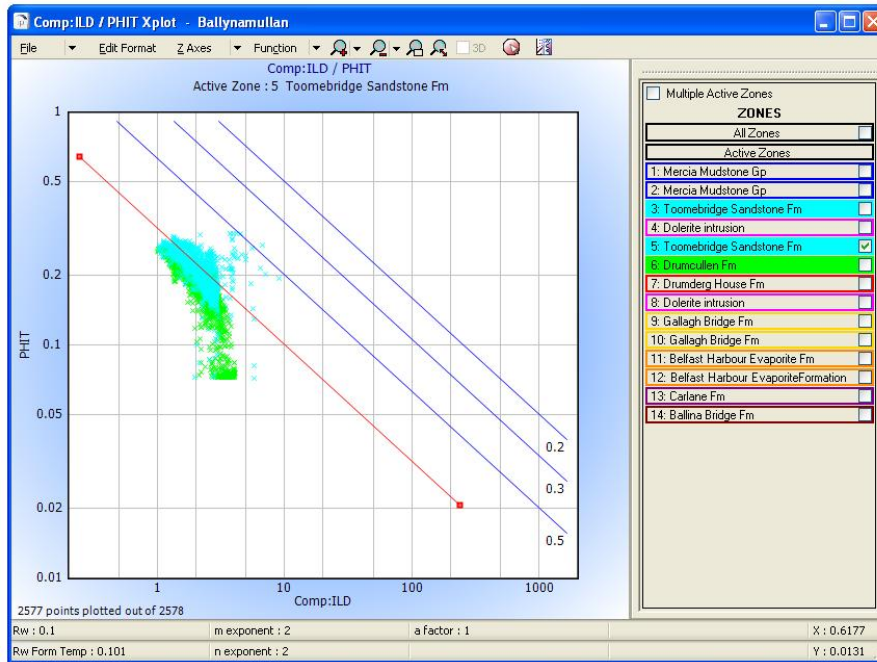 Comp:ILD / PHIT Xplot - Ballynamullan
File Edit Format Z Axes Function 3D
Comp:ILD / PHIT
Active Zone : 5 Toomebridge Sandstone Fm
1
0.5
0.2
0.1
0.05
0.02
0.01
PHIT
0.2
0.3
0.5
1 10 100 1000
Comp:ILD
2577 points plotted out of 2578
Multiple Active Zones
ZONES
All Zones
Active Zones
1: Mercia Mudstone Gp
2: Mercia Mudstone Gp
3: Toomebridge Sandstone Fm
4: Dolerite intrusion
5: Toomebridge Sandstone Fm
6: Drumcullen Fm
7: Drumderg House Fm
8: Dolerite intrusion
9: Gallagh Bridge Fm
10: Gallagh Bridge Fm
11: Belfast Harbour Evaporite Fm
12: Belfast Harbour EvaporiteFormation
13: Carlane Fm
14: Ballina Bridge Fm
Rw : 0.1 m exponent : 2 a factor : 1 X : 0.6177
Rw Form Temp : 0.101 n exponent : 2 Y : 0.0131